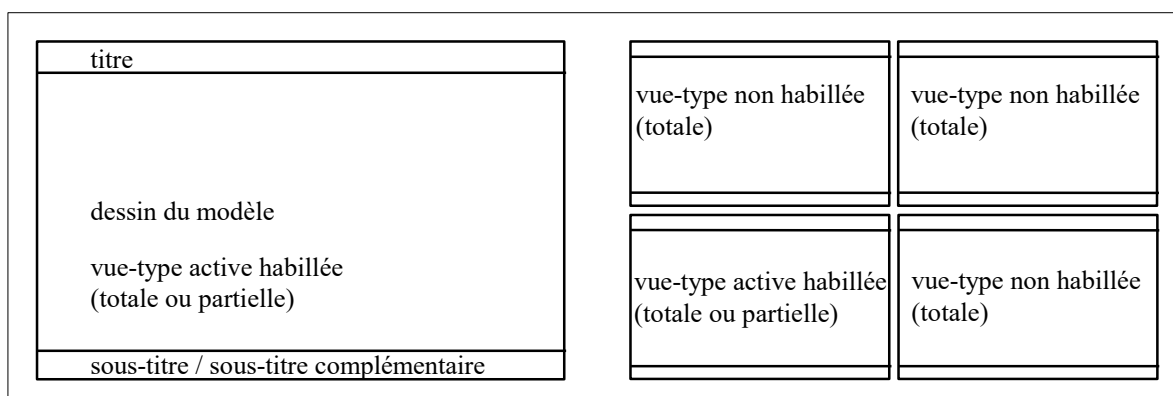 titre
dessin du modèle
vue-type active habillée
(totale ou partielle)
sous-titre / sous-titre complémentaire
vue-type non habillée
(totale)
vue-type non habillée
(totale)
vue-type active habillée
(totale ou partielle)
vue-type non habillée
(totale)